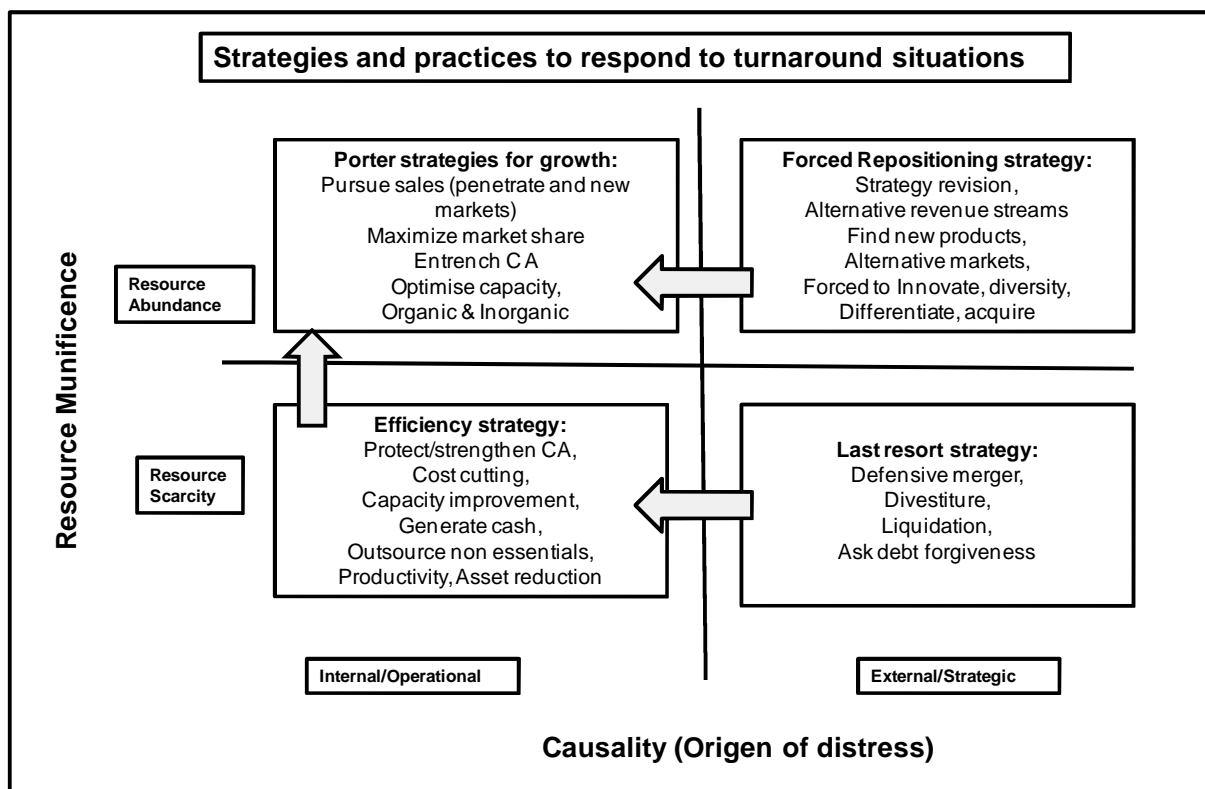 Strategies and practices to respond to turnaround situations
Porter strategies for growth:
Pursue sales (penetrate and new
markets)
Maximize market share
Entrench CA
Optimise capacity,
Organic & Inorganic
Forced Repositioning strategy:
Strategy revision,
Alternative revenue streams
Find new products,
Alternative markets,
Forced to Innovate, diversity,
Differentiate, acquire
Resource
Abundance
Resource Munificence
Efficiency strategy:
Protect/strengthen CA,
Cost cutting,
Capacity improvement,
Generate cash,
Outsource non essentials,
Productivity, Asset reduction
Last resort strategy:
Defensive merger,
Divestiture,
Liquidation,
Ask debt forgiveness
Resource
Scarcity
Internal/Operational
External/Strategic
Causality (Origen of distress)